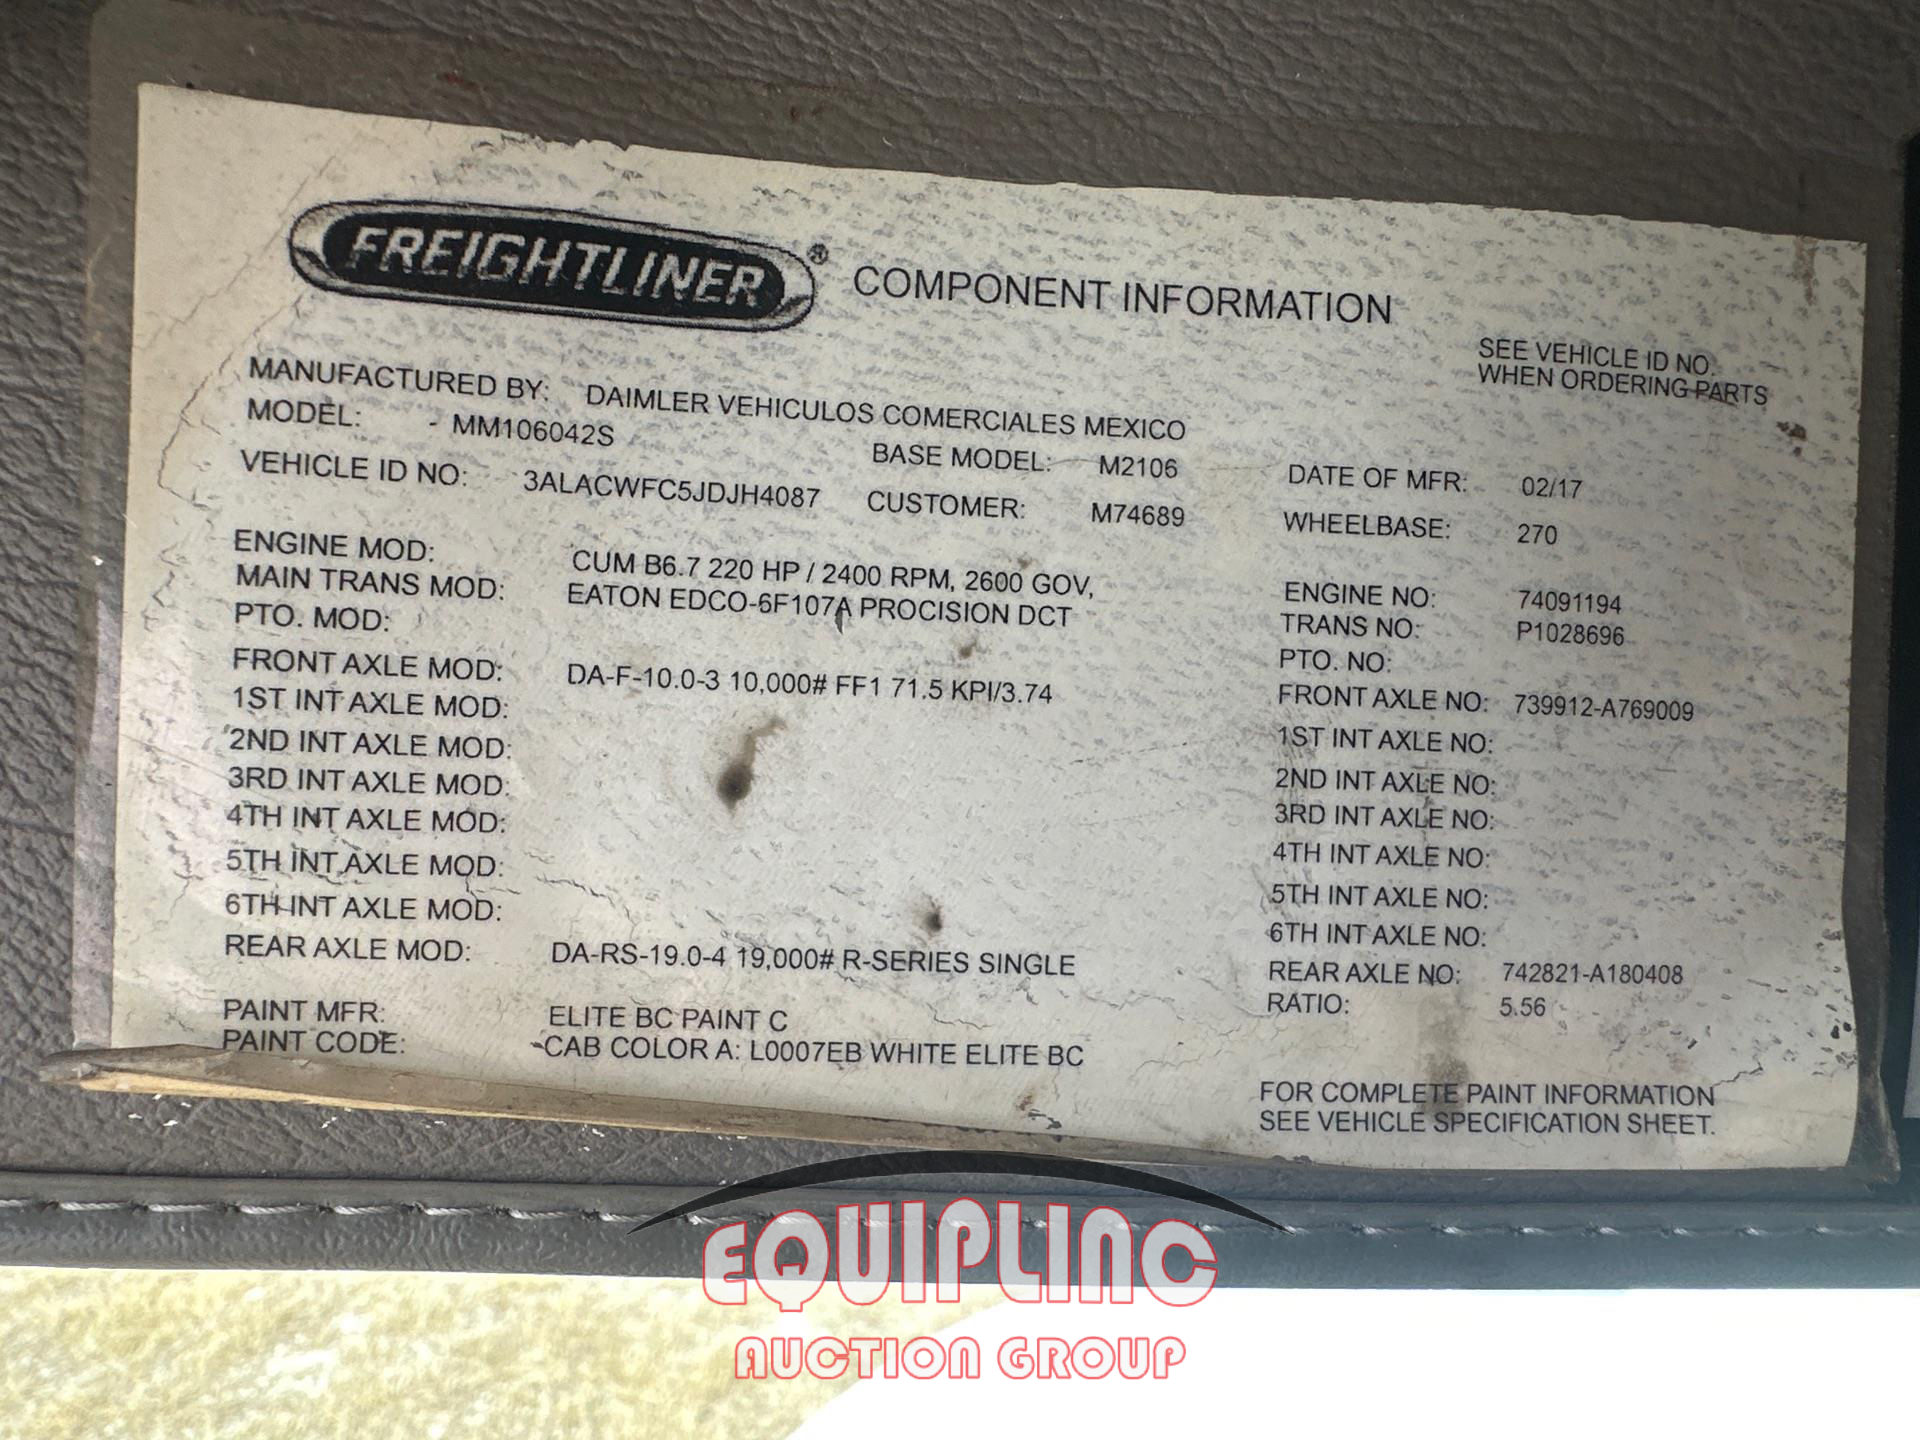 FREIGHTLINER® COMPONENT INFORMATION
SEE VEHICLE ID NO.
WHEN ORDERING PARTS
MANUFACTURED BY: DAIMLER VEHICULOS COMERCIALES MEXICO
MODEL: - MM106042S BASE MODEL: M2106 DATE OF MFR: 02/17
VEHICLE ID NO: 3ALACWFC5JDJH4087 CUSTOMER: M74689 WHEELBASE: 270
ENGINE MOD: CUM B6.7 220 HP / 2400 RPM, 2600 GOV, ENGINE NO: 74091194
MAIN TRANS MOD: EATON EDCO-6F107A PROCISION DCT TRANS NO: P1028696
PTO. MOD: PTO. NO:
FRONT AXLE MOD: DA-F-10.0-3 10,000# FF1 71.5 KPI/3.74 FRONT AXLE NO: 739912-A769009
1ST INT AXLE MOD: 1ST INT AXLE NO:
2ND INT AXLE MOD: 2ND INT AXLE NO:
3RD INT AXLE MOD: 3RD INT AXLE NO:
4TH INT AXLE MOD: 4TH INT AXLE NO:
5TH INT AXLE MOD: 5TH INT AXLE NO:
6TH INT AXLE MOD: 6TH INT AXLE NO:
REAR AXLE MOD: DA-RS-19.0-4 19,000# R-SERIES SINGLE REAR AXLE NO: 742821-A180408
RATIO: 5.56
PAINT MFR: ELITE BC PAINT C
PAINT CODE: CAB COLOR A: L0007EB WHITE ELITE BC
FOR COMPLETE PAINT INFORMATION
SEE VEHICLE SPECIFICATION SHEET.
EQUIPLINC
AUCTION GROUP